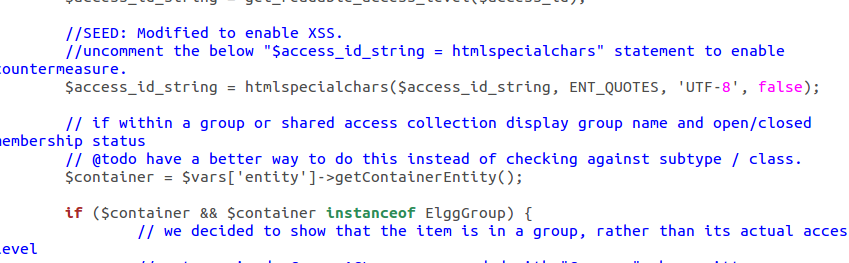 $access_id_string = get_readable_access_level($access_id);
//SEED: Modified to enable XSS.
//uncomment the below "$access_id_string = htmlspecialchars" statement to enable
ountermeasure.
$access_id_string = htmlspecialchars($access_id_string, ENT_QUOTES, 'UTF-8', false);
// if within a group or shared access collection display group name and open/closed
embership status
// @todo have a better way to do this instead of checking against subtype / class.
$container = $vars['entity']->getContainerEntity();
if ($container && $container instanceof ElggGroup) {
// we decided to show that the item is in a group, rather than its actual acces
evel